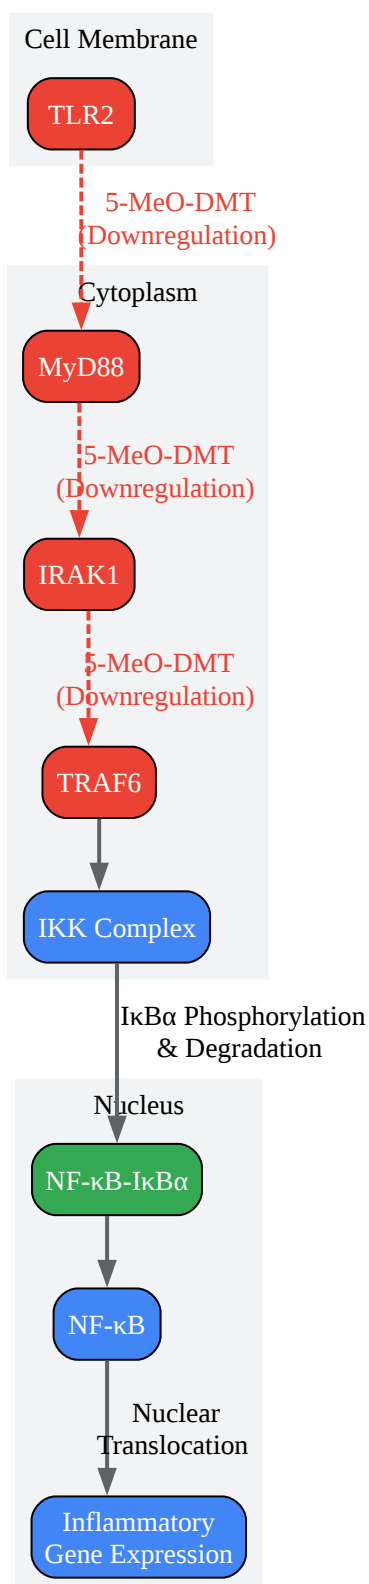 Cell Membrane
TLR2
5-MeO-DMT
(Downregulation)
Cytoplasm
MyD88
5-MeO-DMT
(Downregulation)
IRAK1
5-MeO-DMT
(Downregulation)
TRAF6
IKK Complex
IκBα Phosphorylation
& Degradation
Nucleus
NF-κB-IκBα
NF-κB
Nuclear
Translocation
Inflammatory
Gene Expression